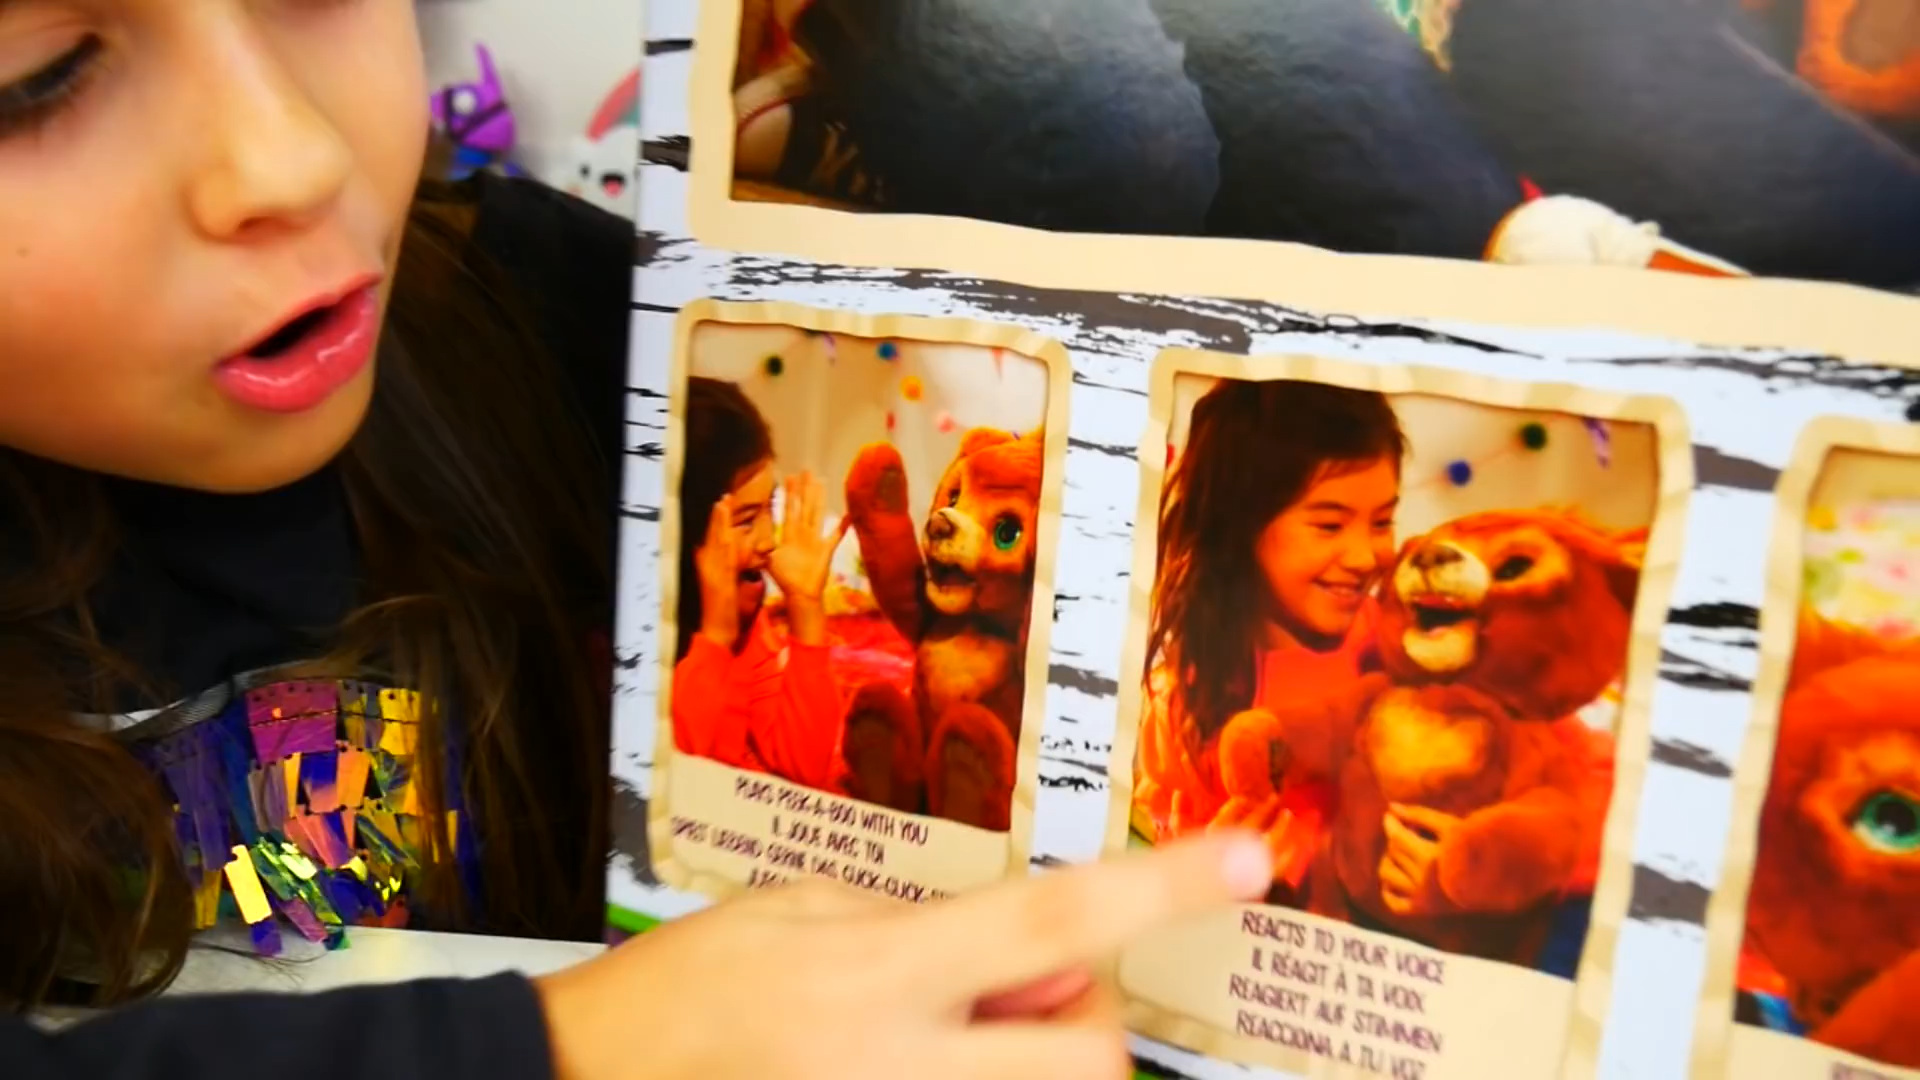 PLAYS PEEK-A-BOO WITH YOU
IL JOUE AVEC TOI
REACTS TO YOUR VOICE
IL RÉAGIT À TA VOIX
REAGIERT AUF STIMMEN
REACCIONA A TU VOZ